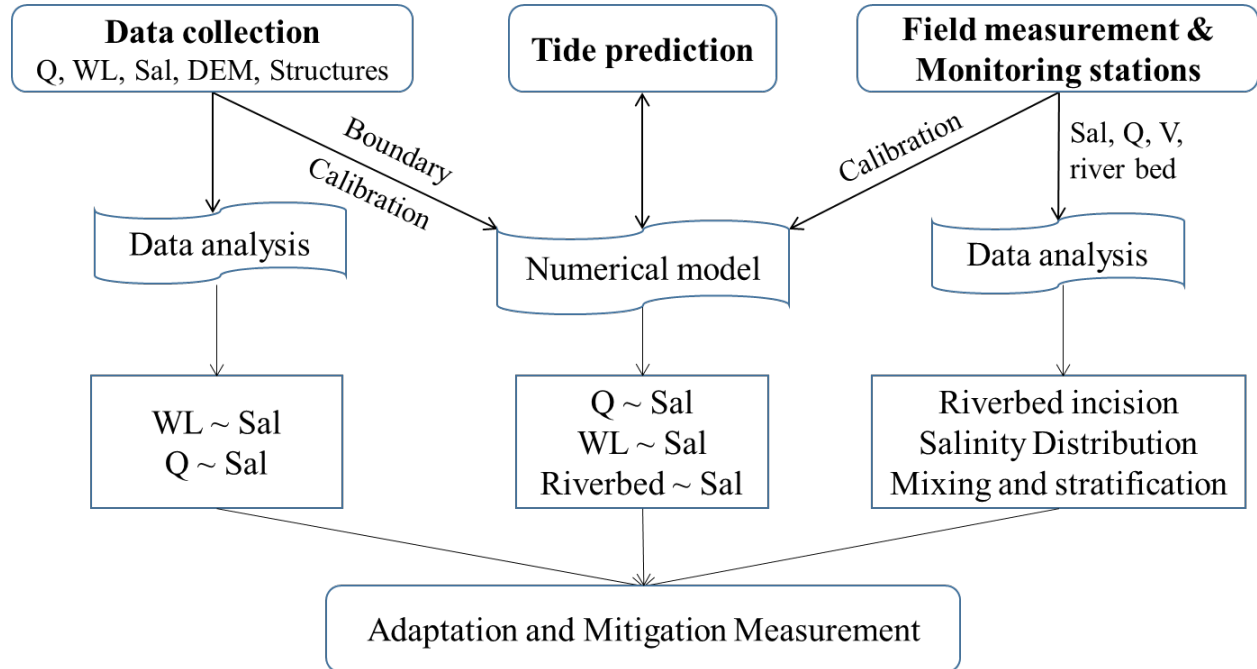 Data collection
Q, WL, Sal, DEM, Structures
Tide prediction
Field measurement &
Monitoring stations
Boundary
Calibration
Calibration
Sal, Q, V,
river bed
Data analysis
Numerical model
Data analysis
WL ~ Sal
Q ~ Sal
Q ~ Sal
WL ~ Sal
Riverbed ~ Sal
Riverbed incision
Salinity Distribution
Mixing and stratification
Adaptation and Mitigation Measurement